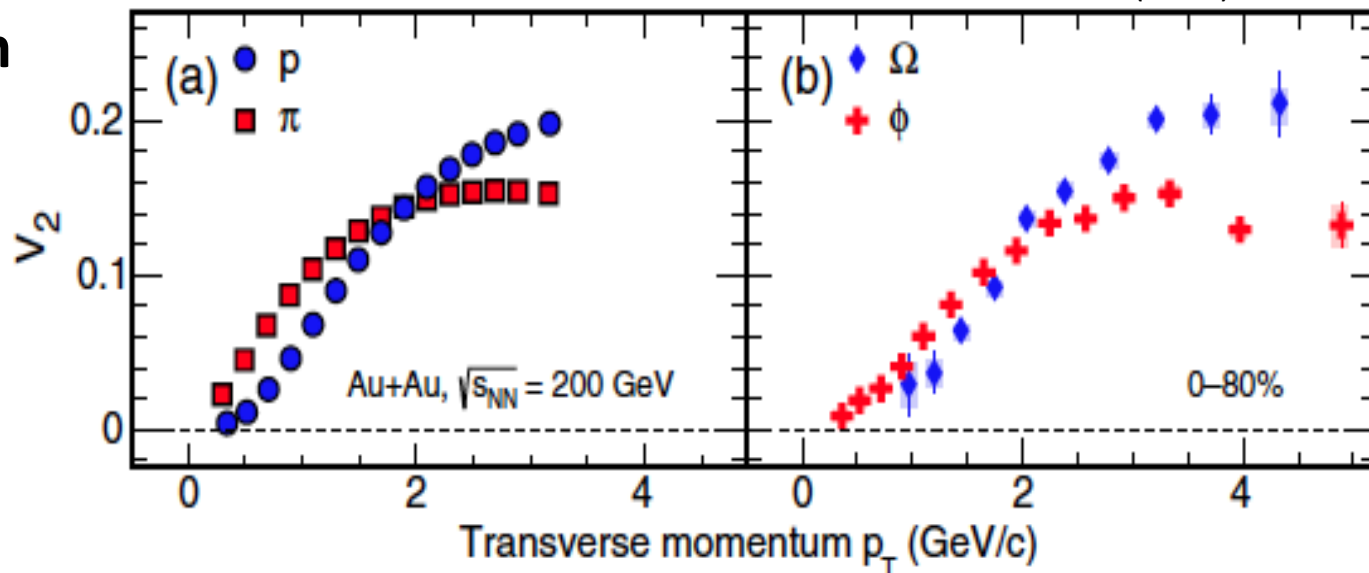 n
(a) p
π
(b) Ω
ϕ
v2
0.2
0.1
0
Au+Au, √sNN = 200 GeV
0–80%
0 2 4
0 2 4
Transverse momentum pT (GeV/c)